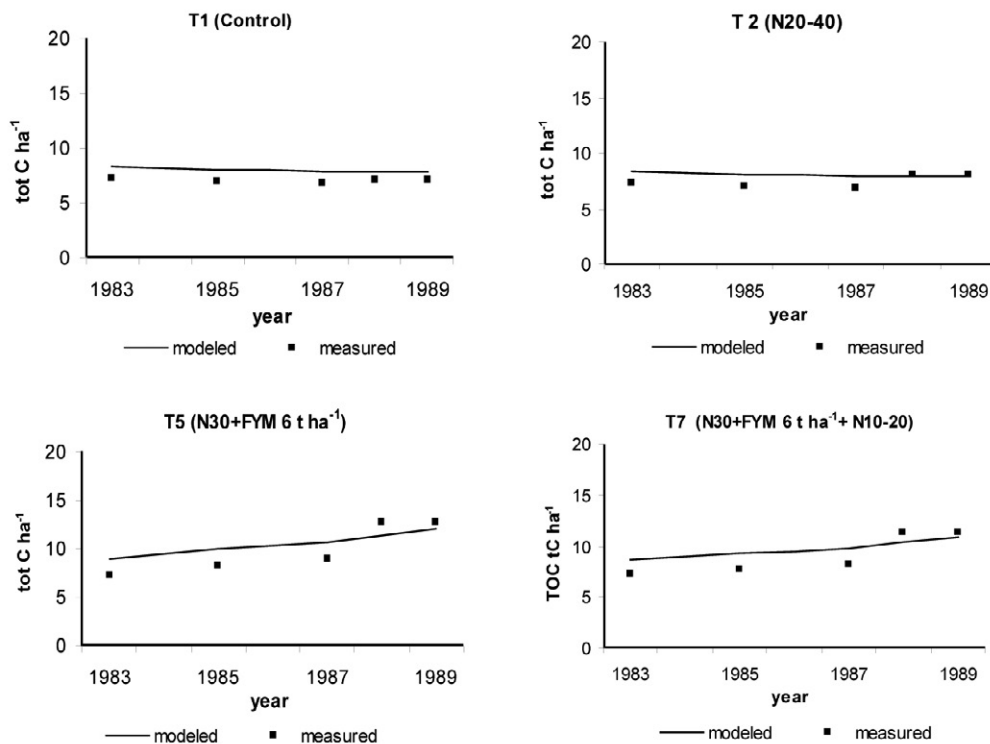 T1 (Control)
20
15
10
5
0
tot C ha⁻¹
1983 1985 1987 1989
year
modeled measured
T 2 (N20-40)
20
15
10
5
0
tot C ha⁻¹
1983 1985 1987 1989
year
modeled measured
T5 (N30+FYM 6 t ha⁻¹)
20
15
10
5
0
tot C ha⁻¹
1983 1985 1987 1989
year
modeled measured
T7 (N30+FYM 6 t ha⁻¹+ N10-20)
20
15
10
5
0
TOC tC ha⁻¹
1983 1985 1987 1989
year
modeled measured